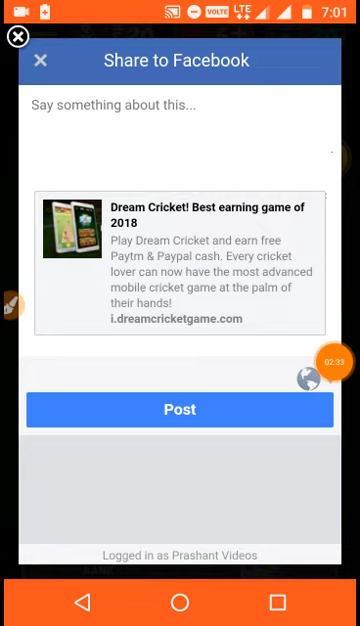 VOLTE LTE 7:01
Share to Facebook
Say something about this...
Dream Cricket! Best earning game of
2018
Play Dream Cricket and earn free
Paytm & Paypal cash. Every cricket
lover can now have the most advanced
mobile cricket game at the palm of
their hands!
i.dreamcricketgame.com
02:33
Post
Logged in as Prashant Videos